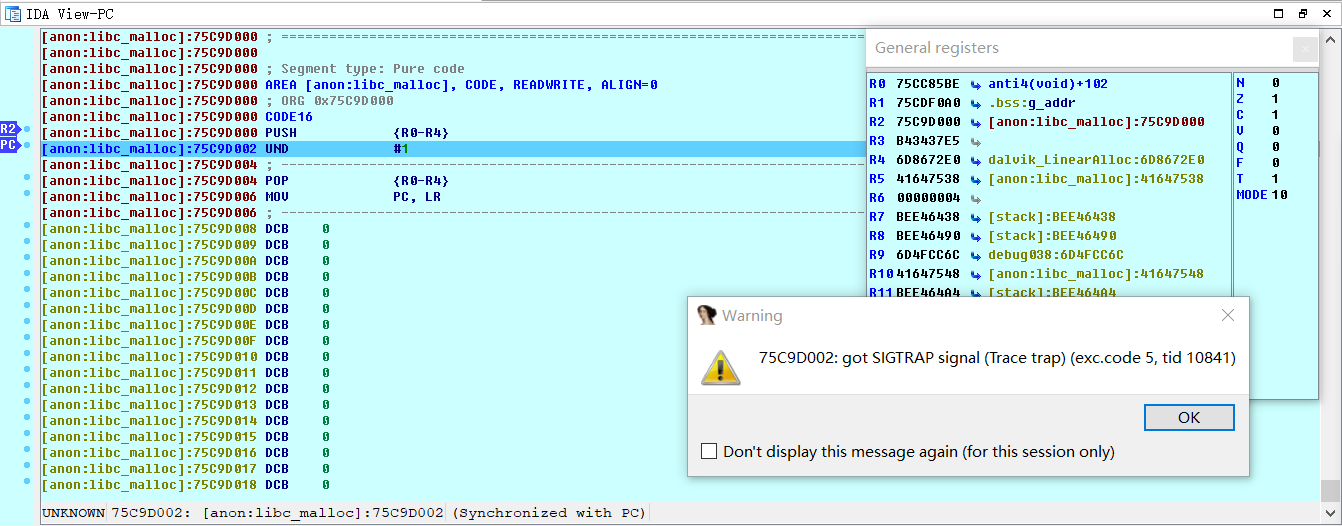 IDA View-PC
[anon:libc_malloc]:75C9D000 ; ==========================================================================
[anon:libc_malloc]:75C9D000
[anon:libc_malloc]:75C9D000 ; Segment type: Pure code
[anon:libc_malloc]:75C9D000 AREA [anon:libc_malloc], CODE, READWRITE, ALIGN=0
[anon:libc_malloc]:75C9D000 ; ORG 0x75C9D000
[anon:libc_malloc]:75C9D000 CODE16
R2 [anon:libc_malloc]:75C9D000 PUSH {R0-R4}
PC [anon:libc_malloc]:75C9D002 UND #1
[anon:libc_malloc]:75C9D004 ; --------------------------------------------------------------------------
[anon:libc_malloc]:75C9D004 POP {R0-R4}
[anon:libc_malloc]:75C9D006 MOV PC, LR
[anon:libc_malloc]:75C9D006 ; --------------------------------------------------------------------------
[anon:libc_malloc]:75C9D008 DCB 0
[anon:libc_malloc]:75C9D009 DCB 0
[anon:libc_malloc]:75C9D00A DCB 0
[anon:libc_malloc]:75C9D00B DCB 0
[anon:libc_malloc]:75C9D00C DCB 0
[anon:libc_malloc]:75C9D00D DCB 0
[anon:libc_malloc]:75C9D00E DCB 0
[anon:libc_malloc]:75C9D00F DCB 0
[anon:libc_malloc]:75C9D010 DCB 0
[anon:libc_malloc]:75C9D011 DCB 0
[anon:libc_malloc]:75C9D012 DCB 0
[anon:libc_malloc]:75C9D013 DCB 0
[anon:libc_malloc]:75C9D014 DCB 0
[anon:libc_malloc]:75C9D015 DCB 0
[anon:libc_malloc]:75C9D016 DCB 0
[anon:libc_malloc]:75C9D017 DCB 0
[anon:libc_malloc]:75C9D018 DCB 0
UNKNOWN 75C9D002: [anon:libc_malloc]:75C9D002 (Synchronized with PC)
General registers
R0 75CC85BE anti4(void)+102
R1 75CDF0A0 .bss:g_addr
R2 75C9D000 [anon:libc_malloc]:75C9D000
R3 B43437E5
R4 6D8672E0 dalvik_LinearAlloc:6D8672E0
R5 41647538 [anon:libc_malloc]:41647538
R6 00000004
R7 BEE46438 [stack]:BEE46438
R8 BEE46490 [stack]:BEE46490
R9 6D4FCC6C debug038:6D4FCC6C
R10 41647548 [anon:libc_malloc]:41647548
R11 BEE464A4 [stack]:BEE464A4
N 0
Z 1
C 1
V 0
Q 0
F 0
T 1
MODE 10
Warning
75C9D002: got SIGTRAP signal (Trace trap) (exc.code 5, tid 10841)
OK
Don't display this message again (for this session only)